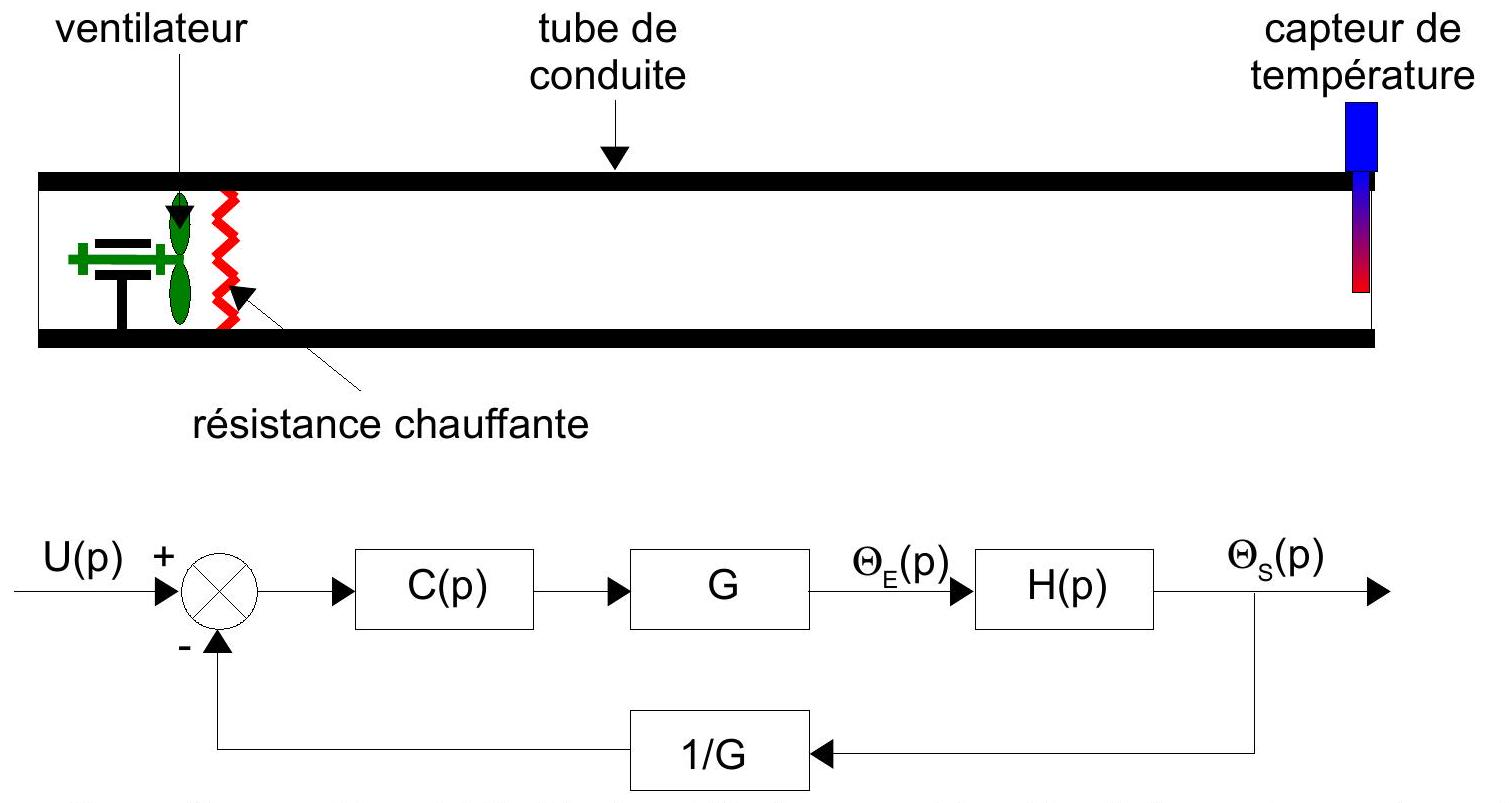 ventilateur
tube de
conduite
capteur de
température
résistance chauffante
U(p)
+
-
C(p)
G
Θ_E(p)
H(p)
Θ_S(p)
1/G